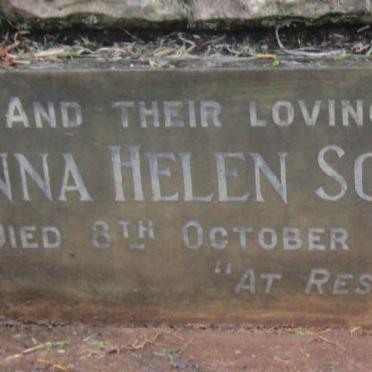 AND THEIR LOVING
NNA HELEN SO
DIED 8TH OCTOBER
"AT RES